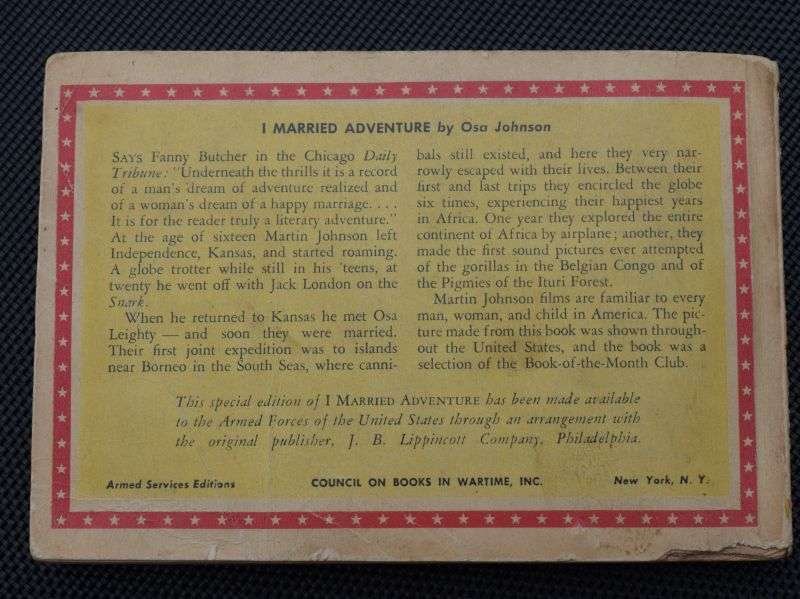 I MARRIED ADVENTURE by Osa Johnson
SAYS Fanny Butcher in the Chicago Daily
Tribune: "Underneath the thrills it is a record
of a man's dream of adventure realized and
of a woman's dream of a happy marriage. . . .
It is for the reader truly a literary adventure."
At the age of sixteen Martin Johnson left
Independence, Kansas, and started roaming.
A globe trotter while still in his 'teens, at
twenty he went off with Jack London on the
Snark.
When he returned to Kansas he met Osa
Leighty — and soon they were married.
Their first joint expedition was to islands
near Borneo in the South Seas, where canni-
bals still existed, and here they very nar-
rowly escaped with their lives. Between their
first and last trips they encircled the globe
six times, experiencing their happiest years
in Africa. One year they explored the entire
continent of Africa by airplane; another, they
made the first sound pictures ever attempted
of the gorillas in the Belgian Congo and of
the Pigmies of the Ituri Forest.
Martin Johnson films are familiar to every
man, woman, and child in America. The pic-
ture made from this book was shown through-
out the United States, and the book was a
selection of the Book-of-the-Month Club.
This special edition of I MARRIED ADVENTURE has been made available
to the Armed Forces of the United States through an arrangement with
the original publisher, J. B. Lippincott Company, Philadelphia.
Armed Services Editions COUNCIL ON BOOKS IN WARTIME, INC. New York, N. Y.